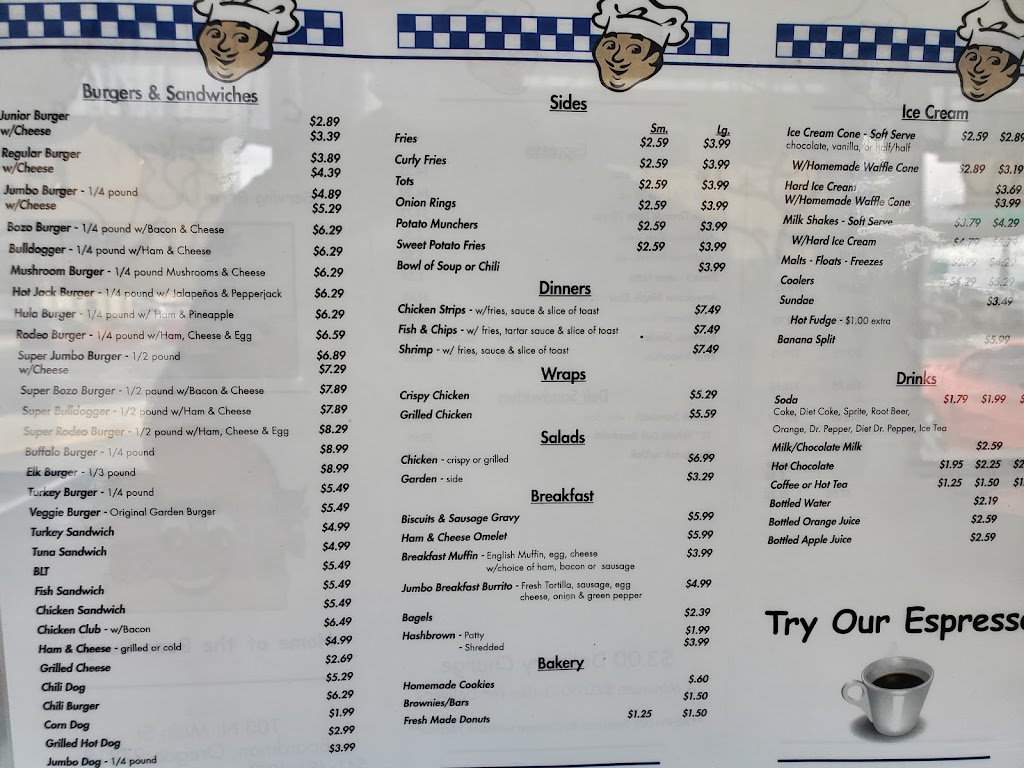 Burgers & Sandwiches
Junior Burger $2.89
w/Cheese $3.39
Regular Burger $3.89
w/Cheese $4.39
Jumbo Burger - 1/4 pound $4.89
w/Cheese $5.29
Bozo Burger - 1/4 pound w/Bacon & Cheese $6.29
Bulldogger - 1/4 pound w/Ham & Cheese $6.29
Mushroom Burger - 1/4 pound Mushrooms & Cheese $6.29
Hot Jack Burger - 1/4 pound w/ Jalapeños & Pepperjack $6.29
Hula Burger - 1/4 pound w/ Ham & Pineapple $6.29
Rodeo Burger - 1/4 pound w/Ham, Cheese & Egg $6.59
Super Jumbo Burger - 1/2 pound $6.89
w/Cheese $7.29
Super Bozo Burger - 1/2 pound w/Bacon & Cheese $7.89
Super Bulldogger - 1/2 pound w/Ham & Cheese $7.89
Super Rodeo Burger - 1/2 pound w/Ham, Cheese & Egg $8.29
Buffalo Burger - 1/4 pound $8.99
Elk Burger - 1/3 pound $8.99
Turkey Burger - 1/4 pound $5.49
Veggie Burger - Original Garden Burger $5.49
Turkey Sandwich $4.99
Tuna Sandwich $4.99
BLT $5.49
Fish Sandwich $5.49
Chicken Sandwich $5.49
Chicken Club - w/Bacon $6.49
Ham & Cheese - grilled or cold $4.99
Grilled Cheese $2.69
Chili Dog $5.29
Chili Burger $6.29
Corn Dog $1.99
Grilled Hot Dog $2.99
Jumbo Dog - 1/4 pound $3.99
Sides
Sm. Lg.
Fries $2.59 $3.99
Curly Fries $2.59 $3.99
Tots $2.59 $3.99
Onion Rings $2.59 $3.99
Potato Munchers $2.59 $3.99
Sweet Potato Fries $2.59 $3.99
Bowl of Soup or Chili $3.99
Dinners
Chicken Strips - w/fries, sauce & slice of toast $7.49
Fish & Chips - w/ fries, tartar sauce & slice of toast $7.49
Shrimp - w/ fries, sauce & slice of toast $7.49
Wraps
Crispy Chicken $5.29
Grilled Chicken $5.59
Salads
Chicken - crispy or grilled $6.99
Garden - side $3.29
Breakfast
Biscuits & Sausage Gravy $5.99
Ham & Cheese Omelet $5.99
Breakfast Muffin - English Muffin, egg, cheese $3.99
w/choice of ham, bacon or sausage
Jumbo Breakfast Burrito - Fresh Tortilla, sausage, egg $4.99
cheese, onion & green pepper
Bagels $2.39
Hashbrown - Patty $1.99
- Shredded $3.99
Bakery
Homemade Cookies $.60
Brownies/Bars $1.50
Fresh Made Donuts $1.25 $1.50
Ice Cream
Ice Cream Cone - Soft Serve $2.59 $2.89
chocolate, vanilla, or half/half
W/Homemade Waffle Cone $2.89 $3.19
Hard Ice Cream $3.69
W/Homemade Waffle Cone $3.99
Milk Shakes - Soft Serve $3.79 $4.29
W/Hard Ice Cream
Malts - Floats - Freezes
Coolers
Sundae $3.49
Hot Fudge - $1.00 extra
Banana Split $5.99
Drinks
Soda $1.79 $1.99
Coke, Diet Coke, Sprite, Root Beer,
Orange, Dr. Pepper, Diet Dr. Pepper, Ice Tea
Milk/Chocolate Milk $2.59
Hot Chocolate $1.95 $2.25
Coffee or Hot Tea $1.25 $1.50
Bottled Water $2.19
Bottled Orange Juice $2.59
Bottled Apple Juice $2.59
Try Our Espresso